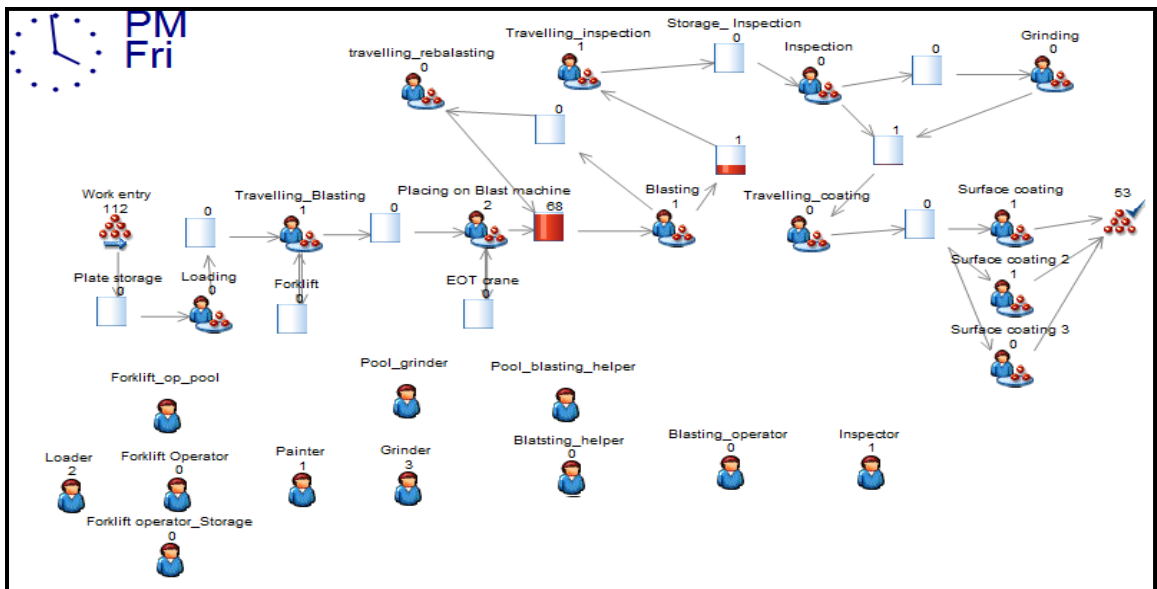 PM
Fri
Storage_ Inspection
0
Travelling_inspection
1
Inspection
0
0
Grinding
0
travelling_rebalasting
0
0
1
1
Work entry
112
0
Travelling_Blasting
1
0
Placing on Blast machine
2
68
Blasting
1
Travelling_coating
0
0
Surface coating
1
53
Plate storage
0
Loading
0
Forklift
0
EOT crane
0
Surface coating 2
1
Surface coating 3
0
Forklift_op_pool
Pool_grinder
Pool_blasting_helper
Loader
2
Forklift Operator
0
Painter
1
Grinder
3
Blatsting_helper
0
Blasting_operator
0
Inspector
1
Forklift operator_Storage
0